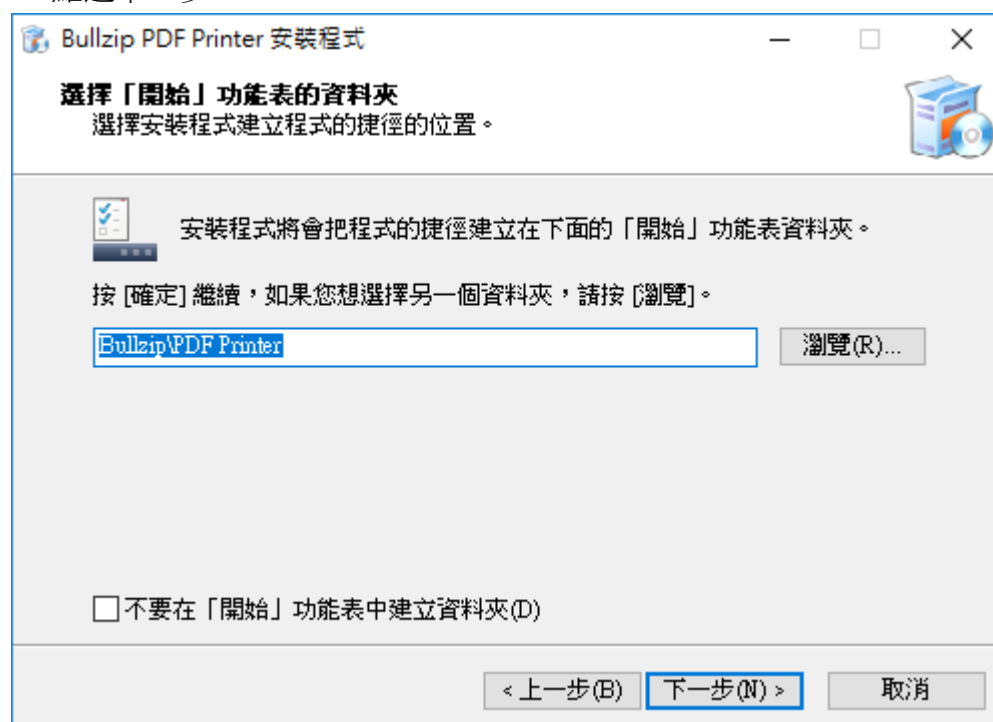 Bullzip PDF Printer 安裝程式
選擇「開始」功能表的資料夾
選擇安裝程式建立程式的捷徑的位置。
安裝程式將會把程式的捷徑建立在下面的「開始」功能表資料夾。
按 [確定] 繼續，如果您想選擇另一個資料夾，請按 [瀏覽]。
Bullzip\PDF Printer
瀏覽(R)...
不要在「開始」功能表中建立資料夾(D)
<上一步(B) 下一步(N) > 取消